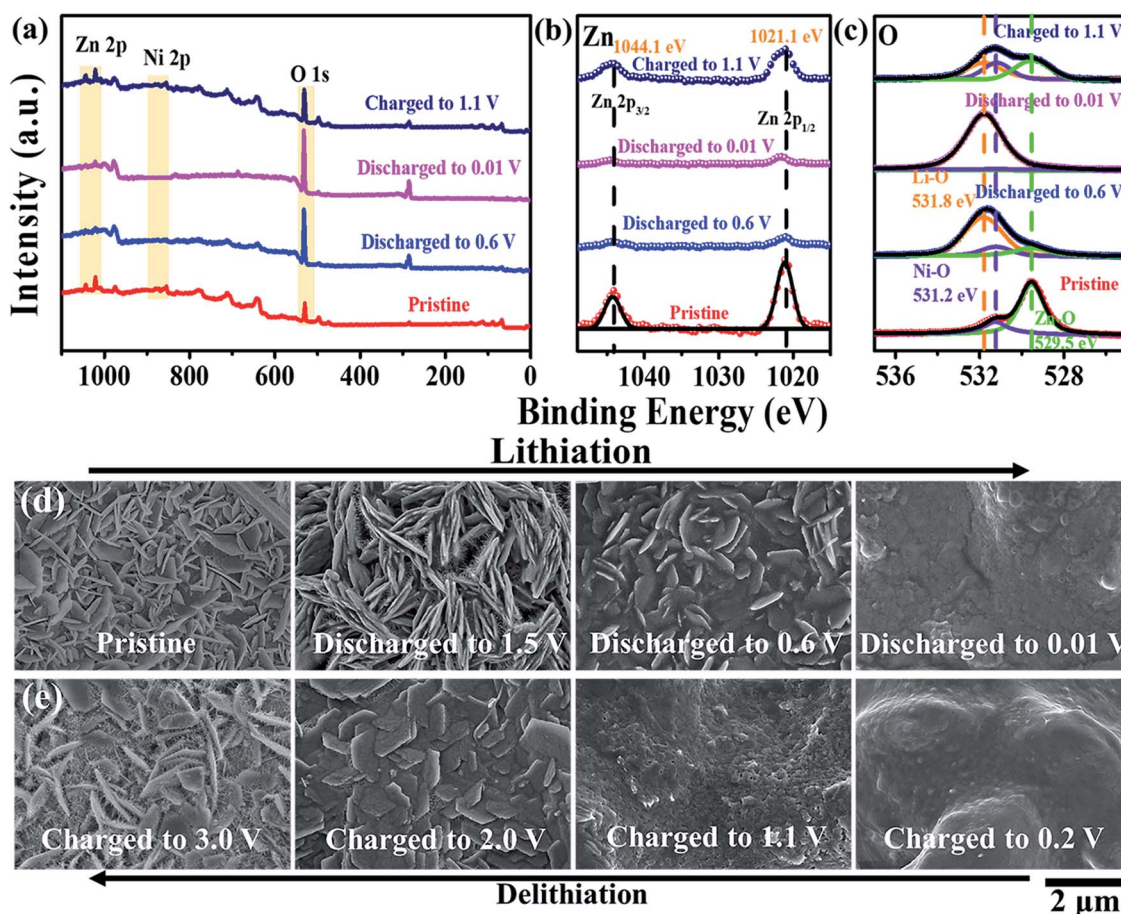 (a)
Zn 2p
Ni 2p
O 1s
Charged to 1.1 V
Discharged to 0.01 V
Discharged to 0.6 V
Pristine
Intensity (a.u.)
1000
800
600
400
200
0
(b) Zn
1044.1 eV
1021.1 eV
Charged to 1.1 V
Zn 2p3/2
Zn 2p1/2
Discharged to 0.01 V
Discharged to 0.6 V
Pristine
1040
1030
1020
(c) O
Charged to 1.1 V
Discharged to 0.01 V
Li-O
531.8 eV
Discharged to 0.6 V
Ni-O
531.2 eV
Pristine
Zn-O
529.5 eV
536
532
528
Binding Energy (eV)
Lithiation
(d)
Pristine
Discharged to 1.5 V
Discharged to 0.6 V
Discharged to 0.01 V
(e)
Charged to 3.0 V
Charged to 2.0 V
Charged to 1.1 V
Charged to 0.2 V
Delithiation
2 μm